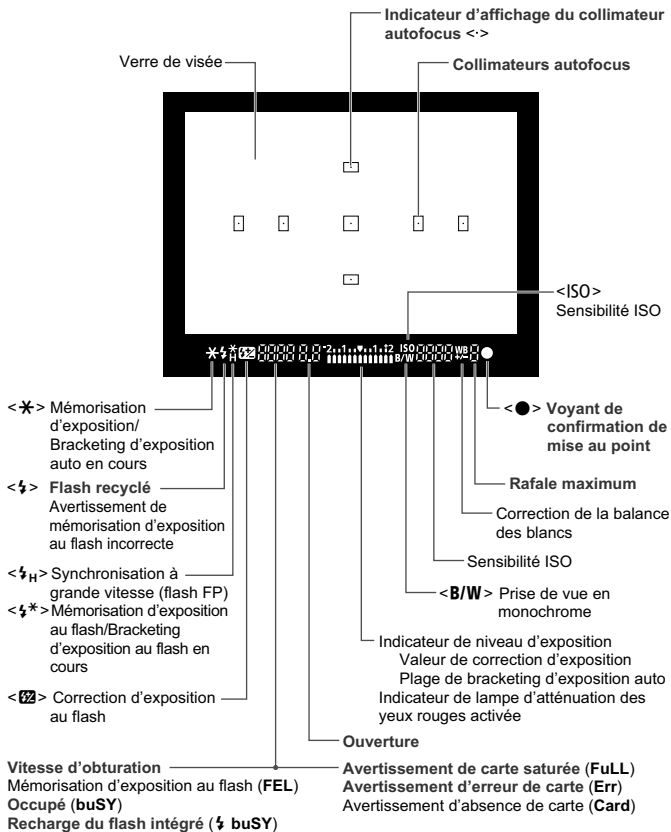 Indicateur d'affichage du collimateur
autofocus <·>
Verre de visée
Collimateurs autofocus
<ISO>
Sensibilité ISO
-2..1..▼..1.:2 ISO WB
H B/W +/-
<✱> Mémorisation
d'exposition/
Bracketing d'exposition
auto en cours
<●> Voyant de
confirmation de
mise au point
<⚡> Flash recyclé
Avertissement de
mémorisation d'exposition
au flash incorrecte
Rafale maximum
Correction de la balance
des blancs
Sensibilité ISO
<⚡H> Synchronisation à
grande vitesse (flash FP)
<B/W> Prise de vue en
monochrome
<⚡*> Mémorisation d'exposition
au flash/Bracketing
d'exposition au flash en
cours
Indicateur de niveau d'exposition
Valeur de correction d'exposition
Plage de bracketing d'exposition auto
Indicateur de lampe d'atténuation des
yeux rouges activée
<⚡±> Correction d'exposition
au flash
Ouverture
Vitesse d'obturation
Mémorisation d'exposition au flash (FEL)
Occupé (buSY)
Recharge du flash intégré (⚡ buSY)
Avertissement de carte saturée (FuLL)
Avertissement d'erreur de carte (Err)
Avertissement d'absence de carte (Card)